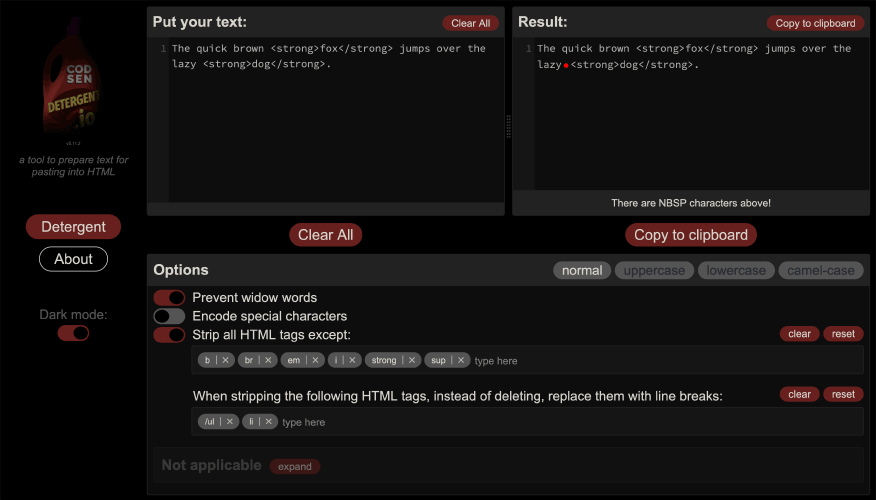 Put your text:
Clear All
Result:
Copy to clipboard
1 The quick brown <strong>fox</strong> jumps over the
lazy <strong>dog</strong>.
1 The quick brown <strong>fox</strong> jumps over the
lazy <strong>dog</strong>.
There are NBSP characters above!
COD
SEN
DETERGENT
.io
a tool to prepare text for
pasting into HTML
Detergent
About
Dark mode:
Clear All
Copy to clipboard
Options
normal
uppercase
lowercase
camel-case
Prevent widow words
Encode special characters
Strip all HTML tags except:
clear
reset
b | ✕ br | ✕ em | ✕ i | ✕ strong | ✕ sup | ✕ type here
When stripping the following HTML tags, instead of deleting, replace them with line breaks:
clear
reset
/ul | ✕ li | ✕ type here
Not applicable
expand